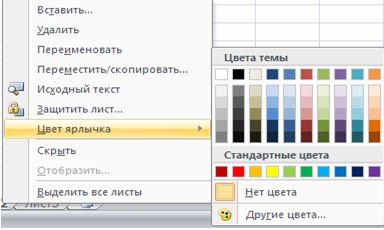 Вставить...
Удалить
Переименовать
Переместить/скопировать...
Исходный текст
Защитить лист...
Цвет ярлычка
Скрыть
Отобразить...
Выделить все листы
Цвета темы
Стандартные цвета
Нет цвета
Другие цвета...